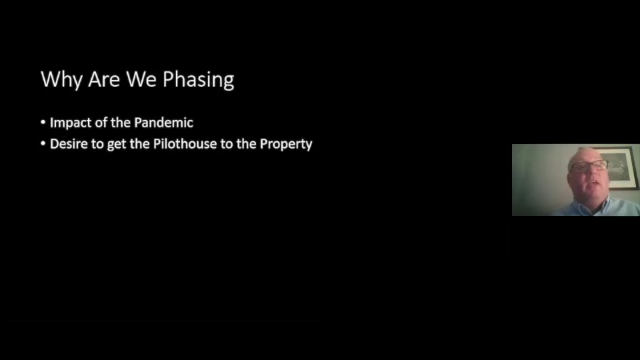 Why Are We Phasing
• Impact of the Pandemic
• Desire to get the Pilothouse to the Property